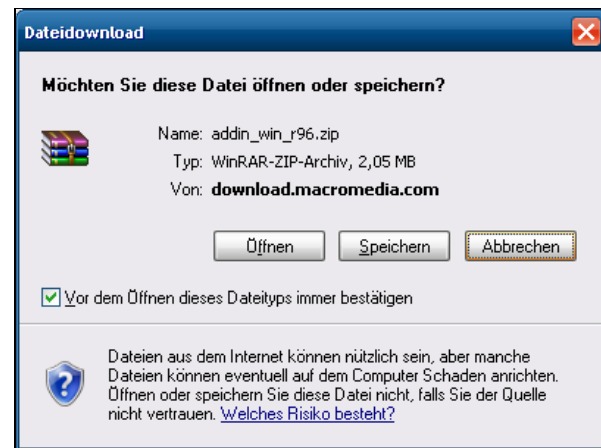 Dateidownload
Möchten Sie diese Datei öffnen oder speichern?
Name: addin_win_r96.zip
Typ: WinRAR-ZIP-Archiv, 2,05 MB
Von: download.macromedia.com
Öffnen Speichern Abbrechen
Vor dem Öffnen dieses Dateityps immer bestätigen
Dateien aus dem Internet können nützlich sein, aber manche
Dateien können eventuell auf dem Computer Schaden anrichten.
Öffnen oder speichern Sie diese Datei nicht, falls Sie der Quelle
nicht vertrauen. Welches Risiko besteht?